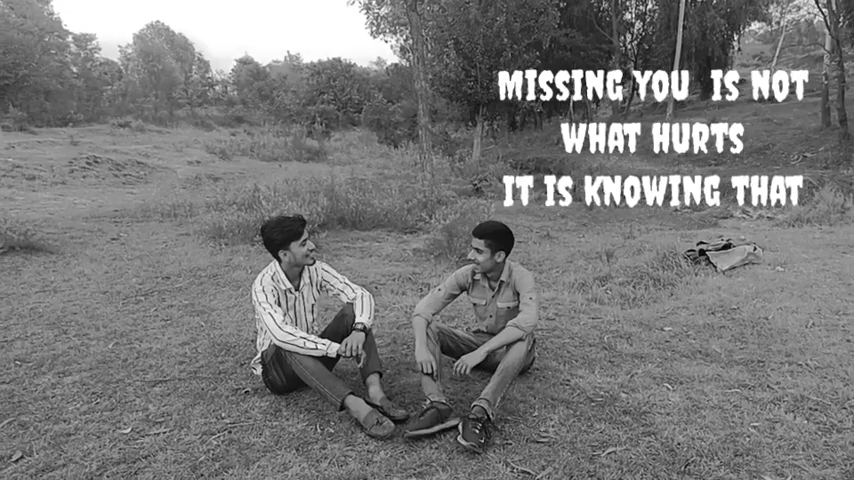 MISSING YOU IS NOT
WHAT HURTS
IT IS KNOWING THAT